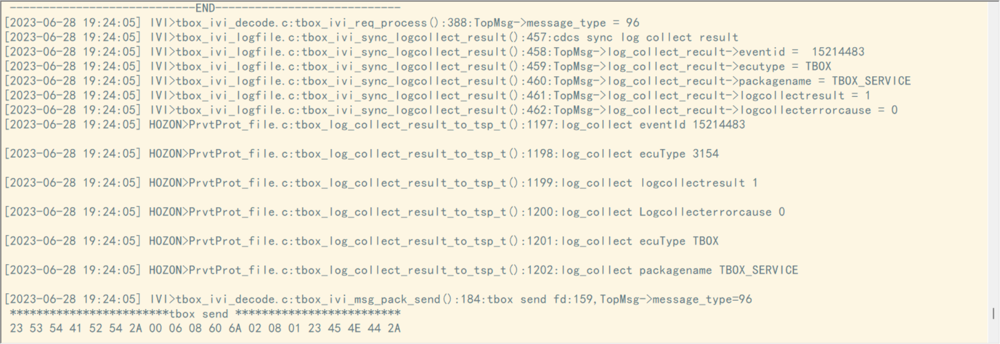 ----------------------------END----------------------------
[2023-06-28 19:24:05] IVI>tbox_ivi_decode.c:tbox_ivi_req_process():388:TopMsg->message_type = 96
[2023-06-28 19:24:05] IVI>tbox_ivi_logfile.c:tbox_ivi_sync_logcollect_result():457:cdcs sync log collect result
[2023-06-28 19:24:05] IVI>tbox_ivi_logfile.c:tbox_ivi_sync_logcollect_result():458:TopMsg->log_collect_recult->eventid =  15214483
[2023-06-28 19:24:05] IVI>tbox_ivi_logfile.c:tbox_ivi_sync_logcollect_result():459:TopMsg->log_collect_recult->ecutype = TBOX
[2023-06-28 19:24:05] IVI>tbox_ivi_logfile.c:tbox_ivi_sync_logcollect_result():460:TopMsg->log_collect_recult->packagename = TBOX_SERVICE
[2023-06-28 19:24:05] IVI>tbox_ivi_logfile.c:tbox_ivi_sync_logcollect_result():461:TopMsg->log_collect_recult->logcollectresult = 1
[2023-06-28 19:24:05] IVI>tbox_ivi_logfile.c:tbox_ivi_sync_logcollect_result():462:TopMsg->log_collect_recult->logcollecterrorcause = 0
[2023-06-28 19:24:05] HOZON>PrvtProt_file.c:tbox_log_collect_result_to_tsp_t():1197:log_collect eventId 15214483
[2023-06-28 19:24:05] HOZON>PrvtProt_file.c:tbox_log_collect_result_to_tsp_t():1198:log_collect ecuType 3154
[2023-06-28 19:24:05] HOZON>PrvtProt_file.c:tbox_log_collect_result_to_tsp_t():1199:log_collect logcollectresult 1
[2023-06-28 19:24:05] HOZON>PrvtProt_file.c:tbox_log_collect_result_to_tsp_t():1200:log_collect Logcollecterrorcause 0
[2023-06-28 19:24:05] HOZON>PrvtProt_file.c:tbox_log_collect_result_to_tsp_t():1201:log_collect ecuType TBOX
[2023-06-28 19:24:05] HOZON>PrvtProt_file.c:tbox_log_collect_result_to_tsp_t():1202:log_collect packagename TBOX_SERVICE
[2023-06-28 19:24:05] IVI>tbox_ivi_decode.c:tbox_ivi_msg_pack_send():184:tbox send fd:159,TopMsg->message_type=96
************************tbox send *************************
23 53 54 41 52 54 2A 00 06 08 60 6A 02 08 01 23 45 4E 44 2A